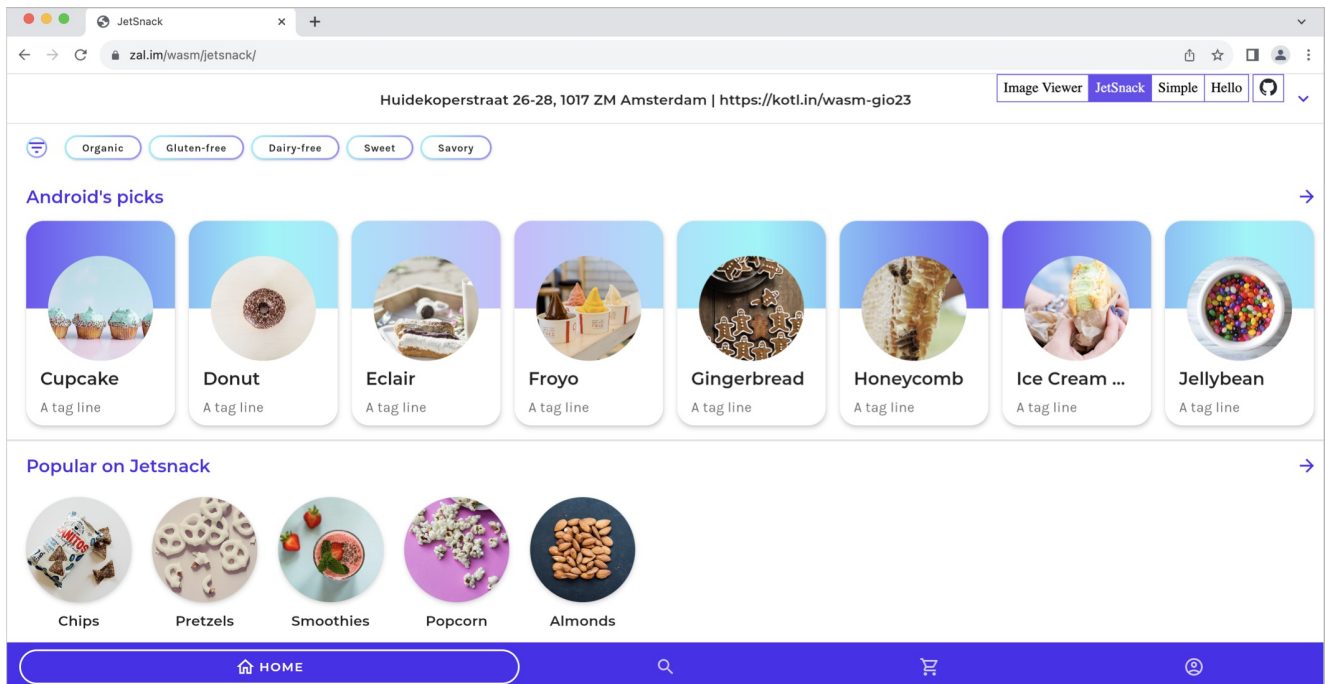 JetSnack
zal.im/wasm/jetsnack/
Huidekoperstraat 26-28, 1017 ZM Amsterdam | https://kotl.in/wasm-gio23
Image Viewer JetSnack Simple Hello
Organic Gluten-free Dairy-free Sweet Savory
Android's picks
Cupcake Donut Eclair Froyo Gingerbread Honeycomb Ice Cream ... Jellybean
A tag line A tag line A tag line A tag line A tag line A tag line A tag line A tag line
Popular on Jetsnack
Chips Pretzels Smoothies Popcorn Almonds
HOME